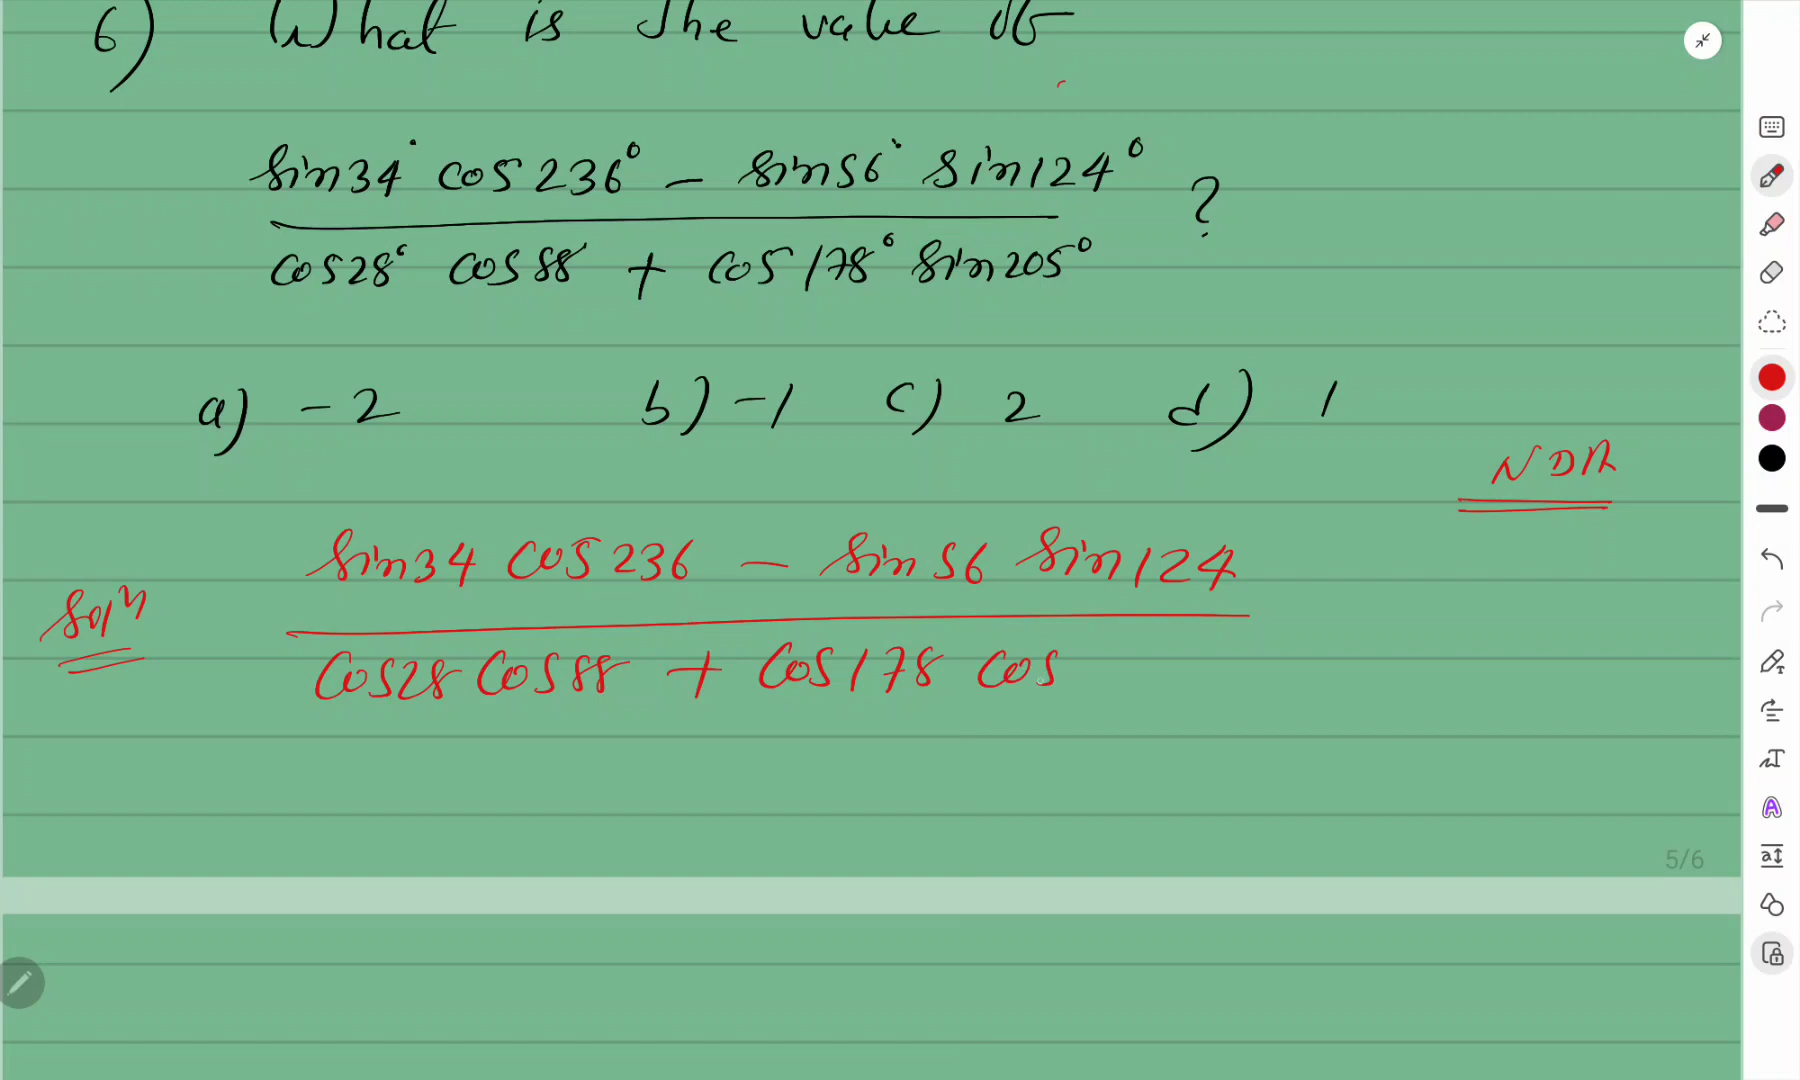 6) What is the value of
sin34° cos236° - sin56° sin124°
cos28° cos88 + cos178° sin205° ?
a) -2 b) -1 c) 2 d) 1
NDA
Sol^n
sin34 cos236 - sin56 sin124
cos28 cos88 + cos178 cos
5/6